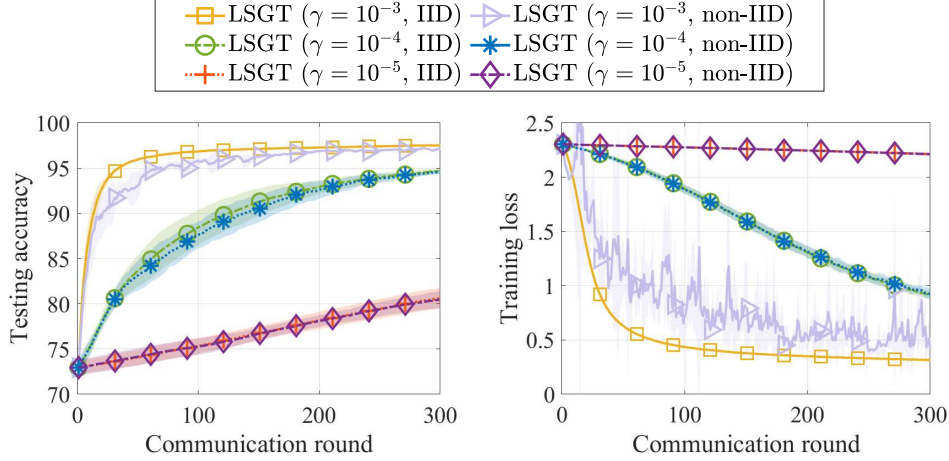 LSGT (γ = 10⁻³, IID) LSGT (γ = 10⁻³, non-IID)
LSGT (γ = 10⁻⁴, IID) LSGT (γ = 10⁻⁴, non-IID)
LSGT (γ = 10⁻⁵, IID) LSGT (γ = 10⁻⁵, non-IID)
Testing accuracy
100
95
90
85
80
75
70
0 100 200 300
Communication round
Training loss
2.5
2
1.5
1
0.5
0
0 100 200 300
Communication round